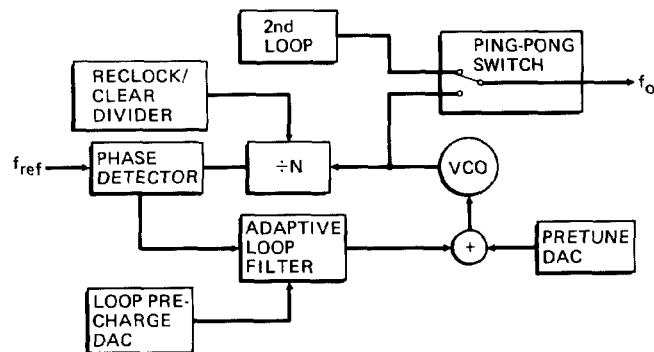 2nd
LOOP
PING-PONG
SWITCH
fo
RECLOCK/
CLEAR
DIVIDER
fref
PHASE
DETECTOR
÷N
VCO
ADAPTIVE
LOOP
FILTER
+
PRETUNE
DAC
LOOP PRE-
CHARGE
DAC